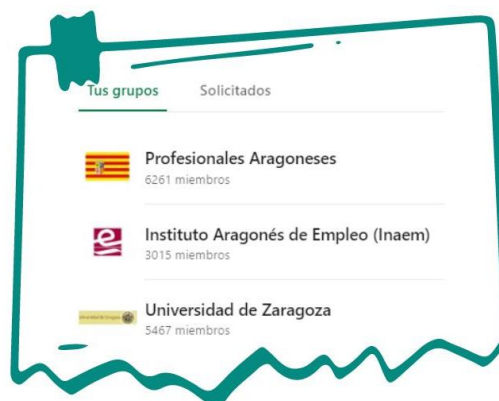 Tus grupos Solicitados
Profesionales Aragoneses
6261 miembros
Instituto Aragonés de Empleo (Inaem)
3015 miembros
Universidad de Zaragoza
5467 miembros